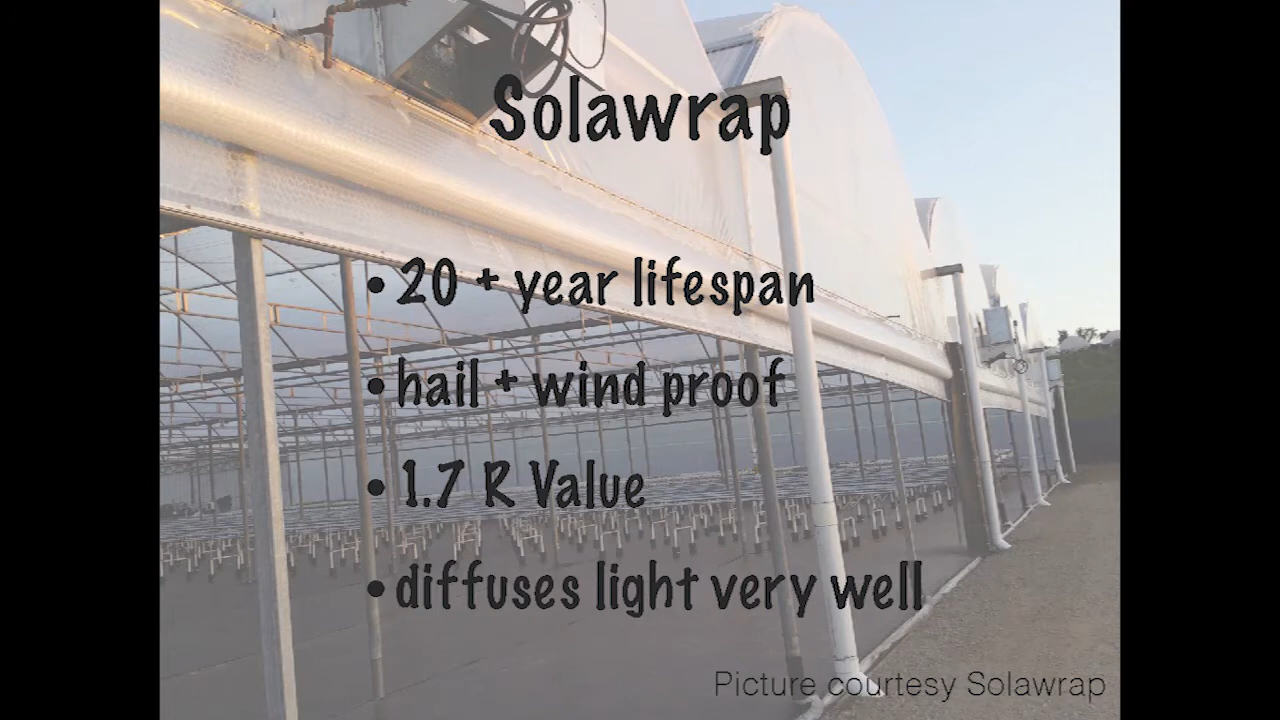 Solawrap
• 20 + year lifespan
• hail + wind proof
• 1.7 R Value
• diffuses light very well
Picture courtesy Solawrap